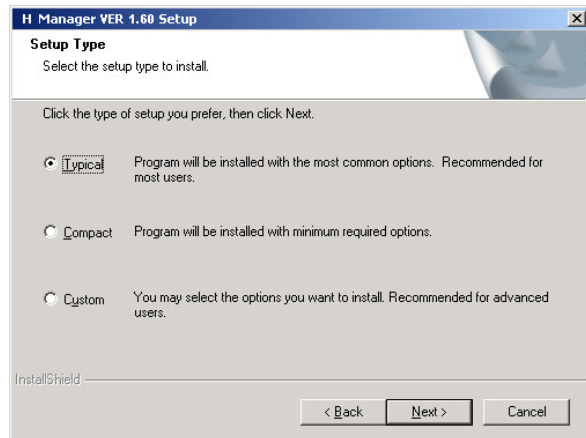 H Manager VER 1.60 Setup
Setup Type
Select the setup type to install.
Click the type of setup you prefer, then click Next.
Typical
Program will be installed with the most common options.  Recommended for
most users.
Compact
Program will be installed with minimum required options.
Custom
You may select the options you want to install. Recommended for advanced
users.
InstallShield
< Back
Next >
Cancel